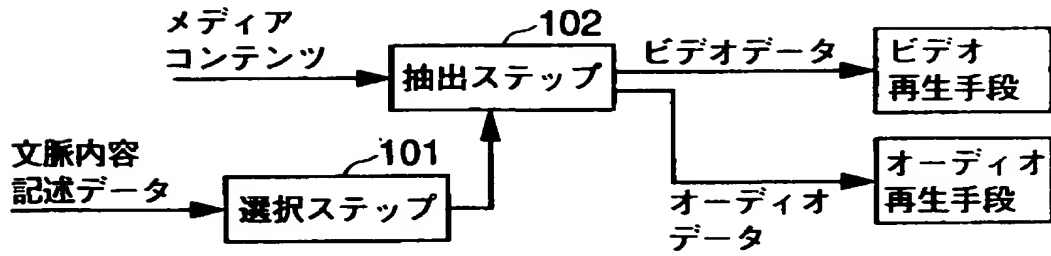 メディア
コンテンツ
102
抽出ステップ
ビデオデータ
ビデオ
再生手段
文脈内容
記述データ
101
選択ステップ
オーディオ
データ
オーディオ
再生手段